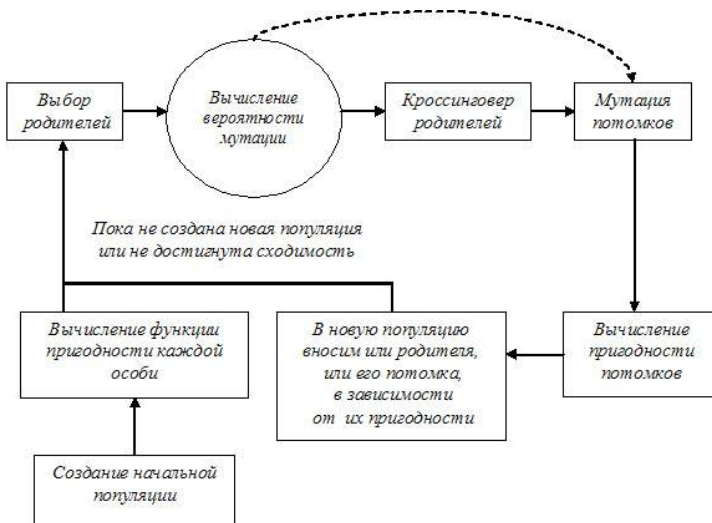 Выбор
родителей
Вычисление
вероятности
мутации
Кроссинговер
родителей
Мутация
потомков
Пока не создана новая популяция
или не достигнута сходимость
Вычисление функции
пригодности каждой
особи
В новую популяцию
вносим или родителя,
или его потомка,
в зависимости
от их пригодности
Вычисление
пригодности
потомков
Создание начальной
популяции